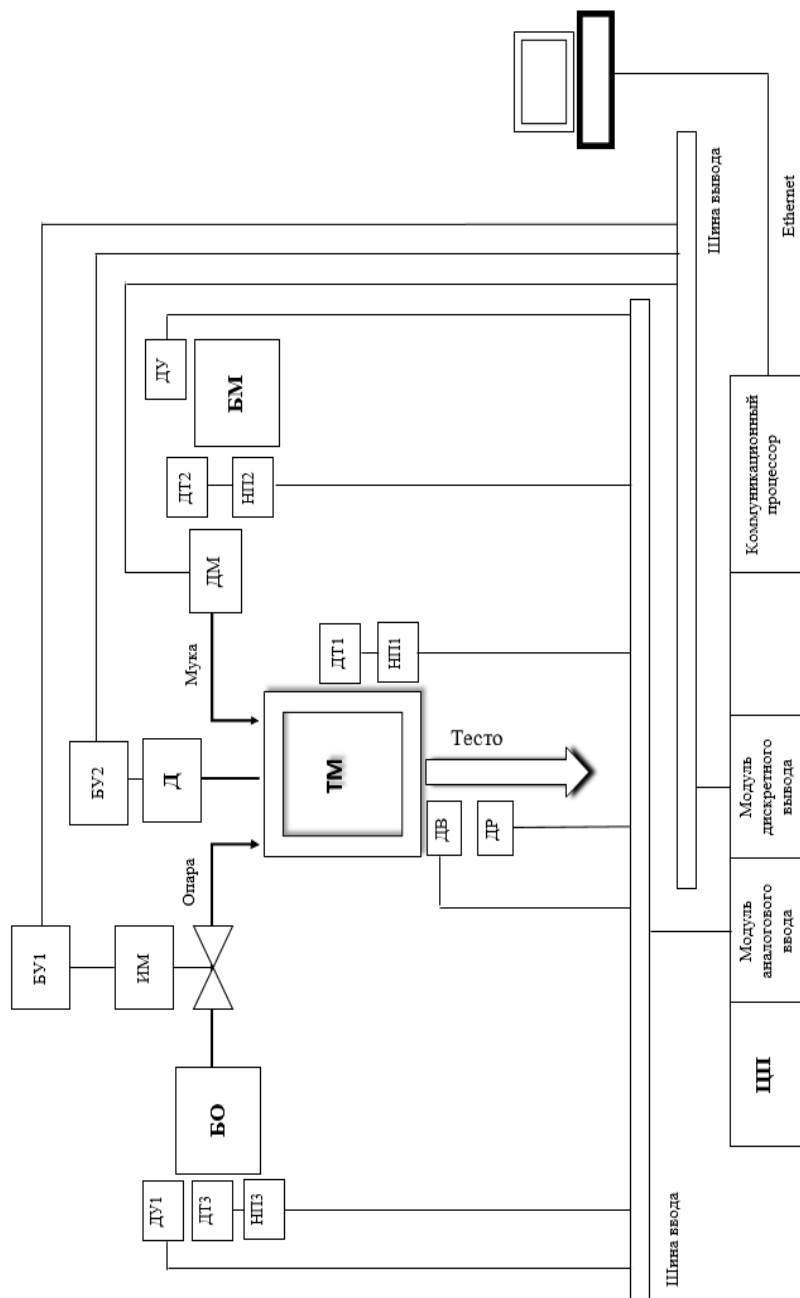 БУ1
БУ2
ИМ
Д
ДУ1
ДТ3
НП3
БО
Опара
Мука
ДМ
ДТ2
НП2
ДУ
БМ
ТМ
ДТ1
НП1
ДВ
ДР
Тесто
Шина ввода
Шина вывода
Ethernet
ЦП
Модуль
аналогового
ввода
Модуль
дискретного
вывода
Коммуникационный
процессор